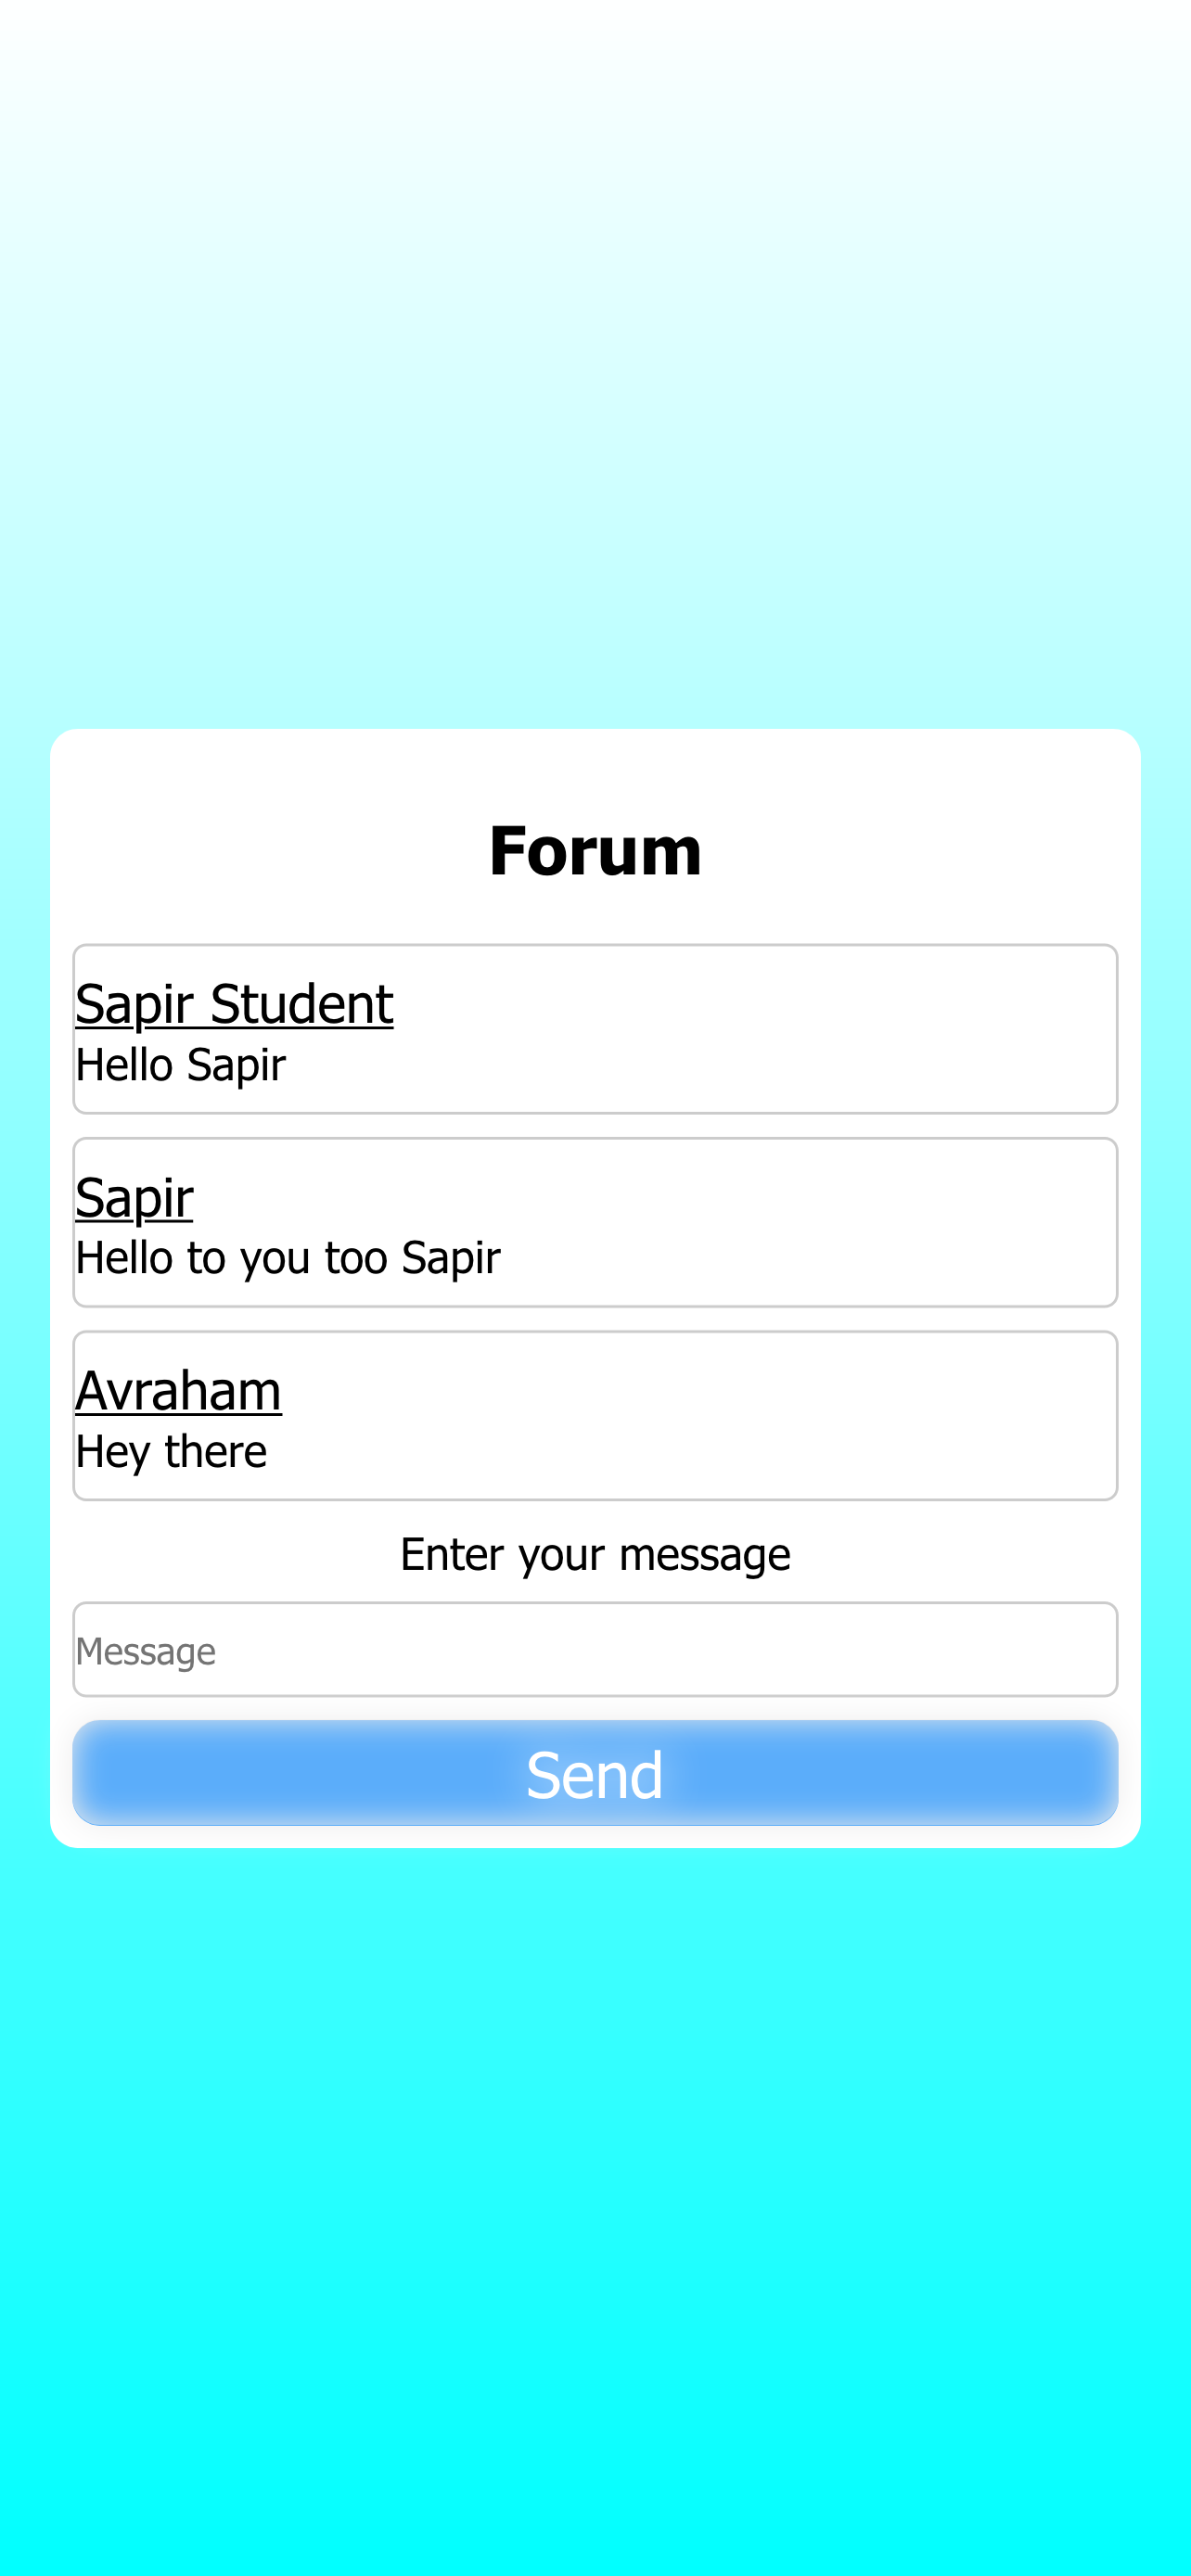 Forum
Sapir Student
Hello Sapir
Sapir
Hello to you too Sapir
Avraham
Hey there
Enter your message
Message
Send